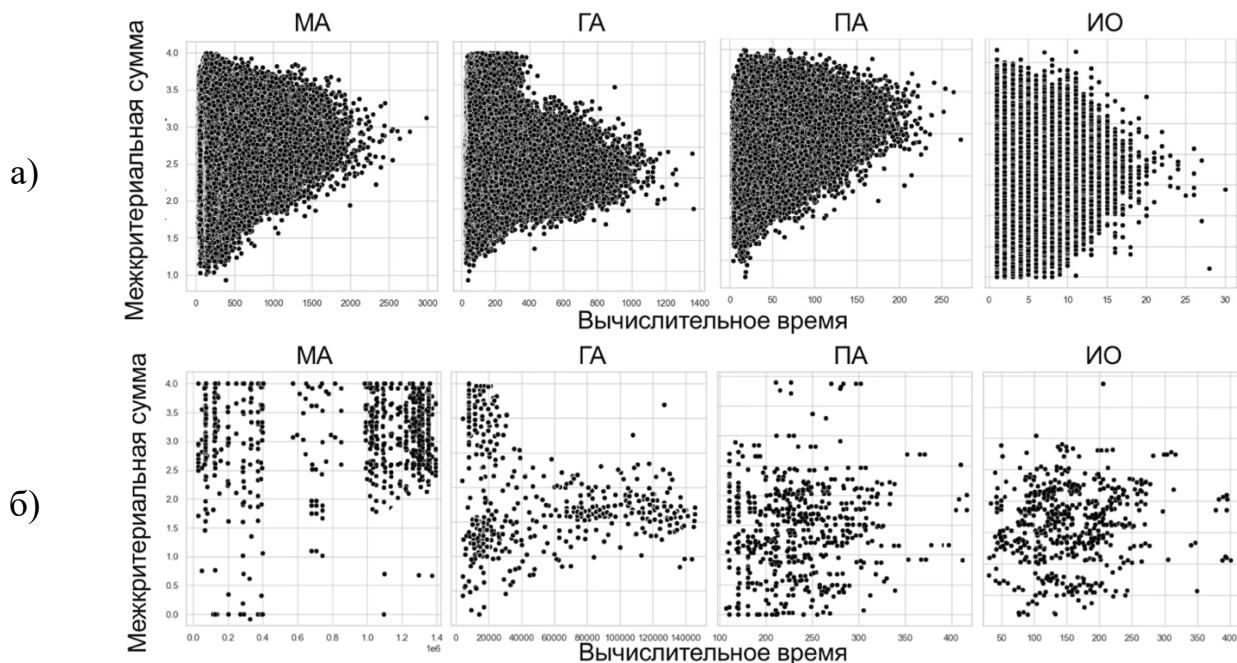 МА ГА ПА ИО
а)
Межкритериальная сумма
4.0
3.5
3.0
2.5
2.0
1.5
1.0
0 500 1000 1500 2000 2500 3000
0 200 400 600 800 1000 1200 1400
0 50 100 150 200 250
0 5 10 15 20 25 30
Вычислительное время
МА ГА ПА ИО
б)
Межкритериальная сумма
4.0
3.5
3.0
2.5
2.0
1.5
1.0
0.5
0.0
0.0 0.2 0.4 0.6 0.8 1.0 1.2 1.4
1e6
0 20000 40000 60000 80000 100000 120000 140000
100 200 250 300 350 400
50 100 150 200 250 300 350 400
Вычислительное время